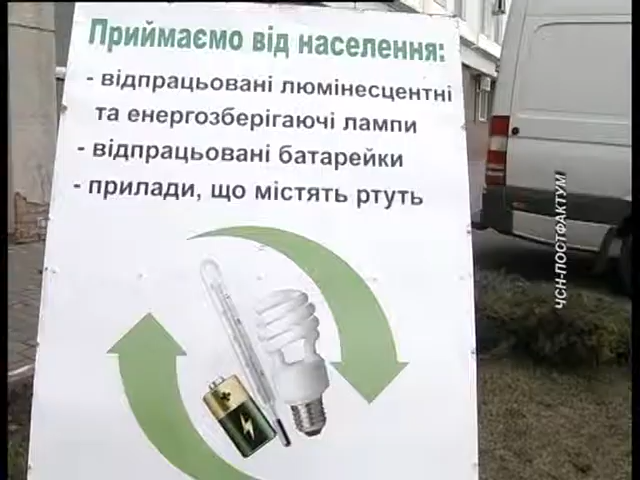 Приймаємо від населення:
- відпрацьовані люмінесцентні
та енергозберігаючі лампи
- відпрацьовані батарейки
- прилади, що містять ртуть
ЧСН-ПОСТФАКТУМ